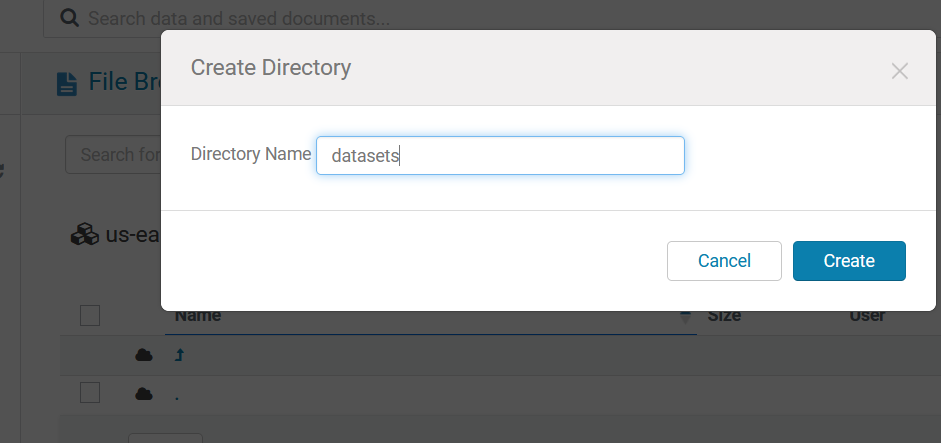 Search data and saved documents...
Create Directory
File Br
Directory Name datasets
Search for
us-ea
Cancel Create
Name Size User
.